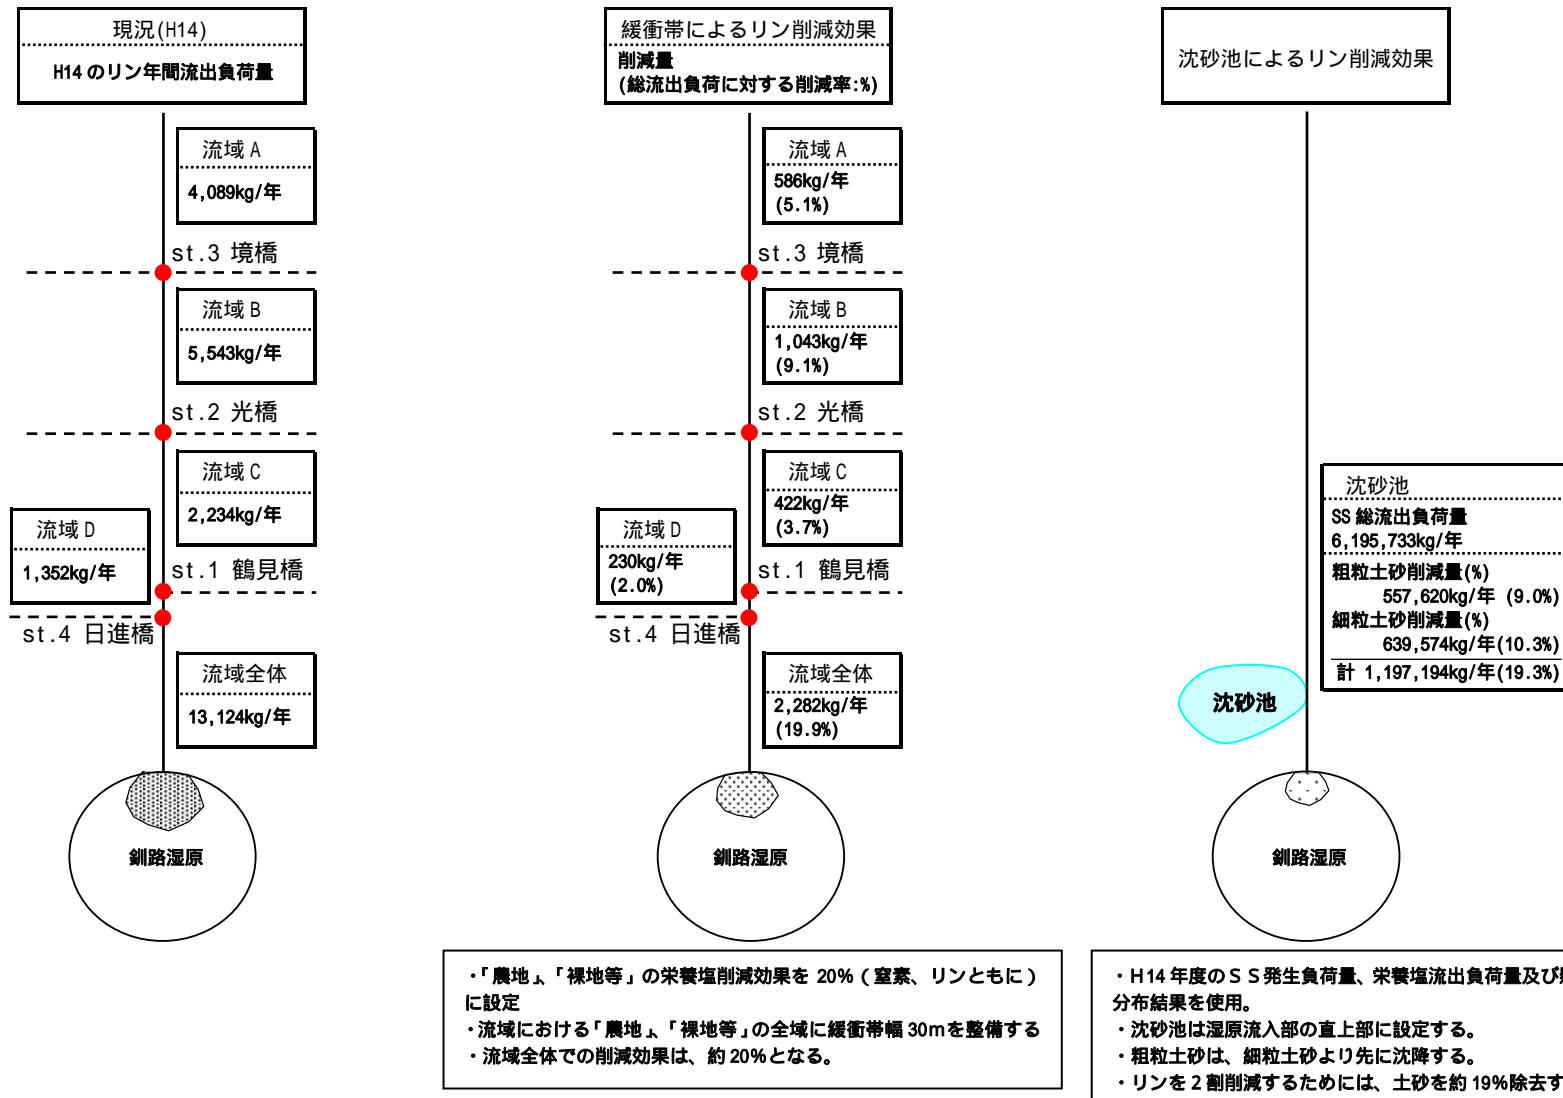 現況(H14)
H14 のリン年間流出負荷量
流域 A
4,089kg/年
st.3 境橋
流域 B
5,543kg/年
st.2 光橋
流域 C
2,234kg/年
流域 D
1,352kg/年
st.1 鶴見橋
st.4 日進橋
流域全体
13,124kg/年
釧路湿原
緩衝帯によるリン削減効果
削減量
(総流出負荷に対する削減率:%)
流域 A
586kg/年
(5.1%)
st.3 境橋
流域 B
1,043kg/年
(9.1%)
st.2 光橋
流域 C
422kg/年
(3.7%)
流域 D
230kg/年
(2.0%)
st.1 鶴見橋
st.4 日進橋
流域全体
2,282kg/年
(19.9%)
釧路湿原
・「農地」、「裸地等」の栄養塩削減効果を 20%（窒素、リンともに）
に設定
・流域における「農地」、「裸地等」の全域に緩衝帯幅 30mを整備する
・流域全体での削減効果は、約 20%となる。
沈砂池によるリン削減効果
沈砂池
SS 総流出負荷量
6,195,733kg/年
粗粒土砂削減量(%)
557,620kg/年 (9.0%)
細粒土砂削減量(%)
639,574kg/年(10.3%)
計 1,197,194kg/年(19.3%)
沈砂池
釧路湿原
・H14 年度のＳＳ発生負荷量、栄養塩流出負荷量及び
分布結果を使用。
・沈砂池は湿原流入部の直上部に設定する。
・粗粒土砂は、細粒土砂より先に沈降する。
・リンを 2 割削減するためには、土砂を約 19%除去す